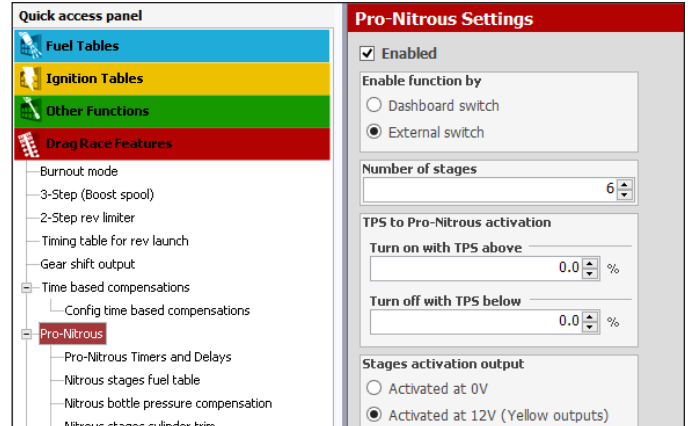 Quick access panel
Fuel Tables
Ignition Tables
Other Functions
Drag Race Features
Burnout mode
3-Step (Boost spool)
2-Step rev limiter
Timing table for rev launch
Gear shift output
Time based compensations
Config time based compensations
Pro-Nitrous
Pro-Nitrous Timers and Delays
Nitrous stages fuel table
Nitrous bottle pressure compensation
Nitrous stages cylinder trim
Pro-Nitrous Settings
Enabled
Enable function by
Dashboard switch
External switch
Number of stages
6
TPS to Pro-Nitrous activation
Turn on with TPS above
0.0 %
Turn off with TPS below
0.0 %
Stages activation output
Activated at 0V
Activated at 12V (Yellow outputs)